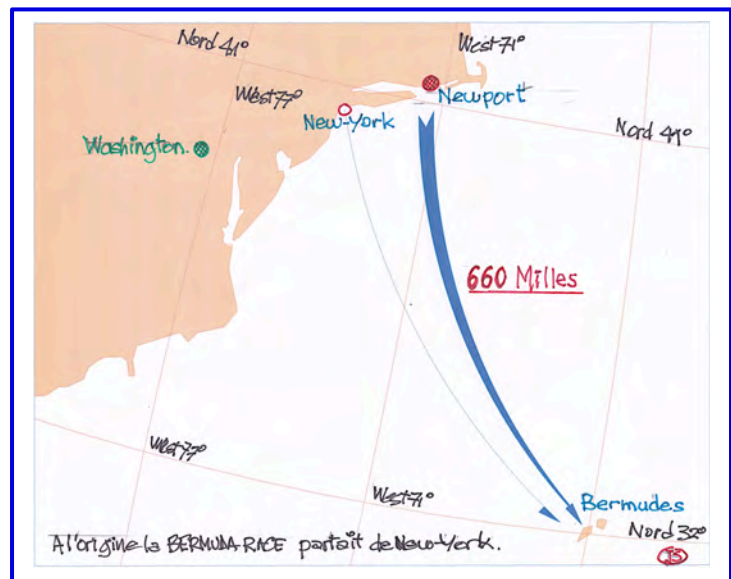 Nord 41°
West 71°
West 77°
Newport
New-York
Nord 41°
Washington.
660 Milles
West 77°
West 71°
Bermudes
Nord 32°
A l'origine la BERMUDA RACE partait de New-York.